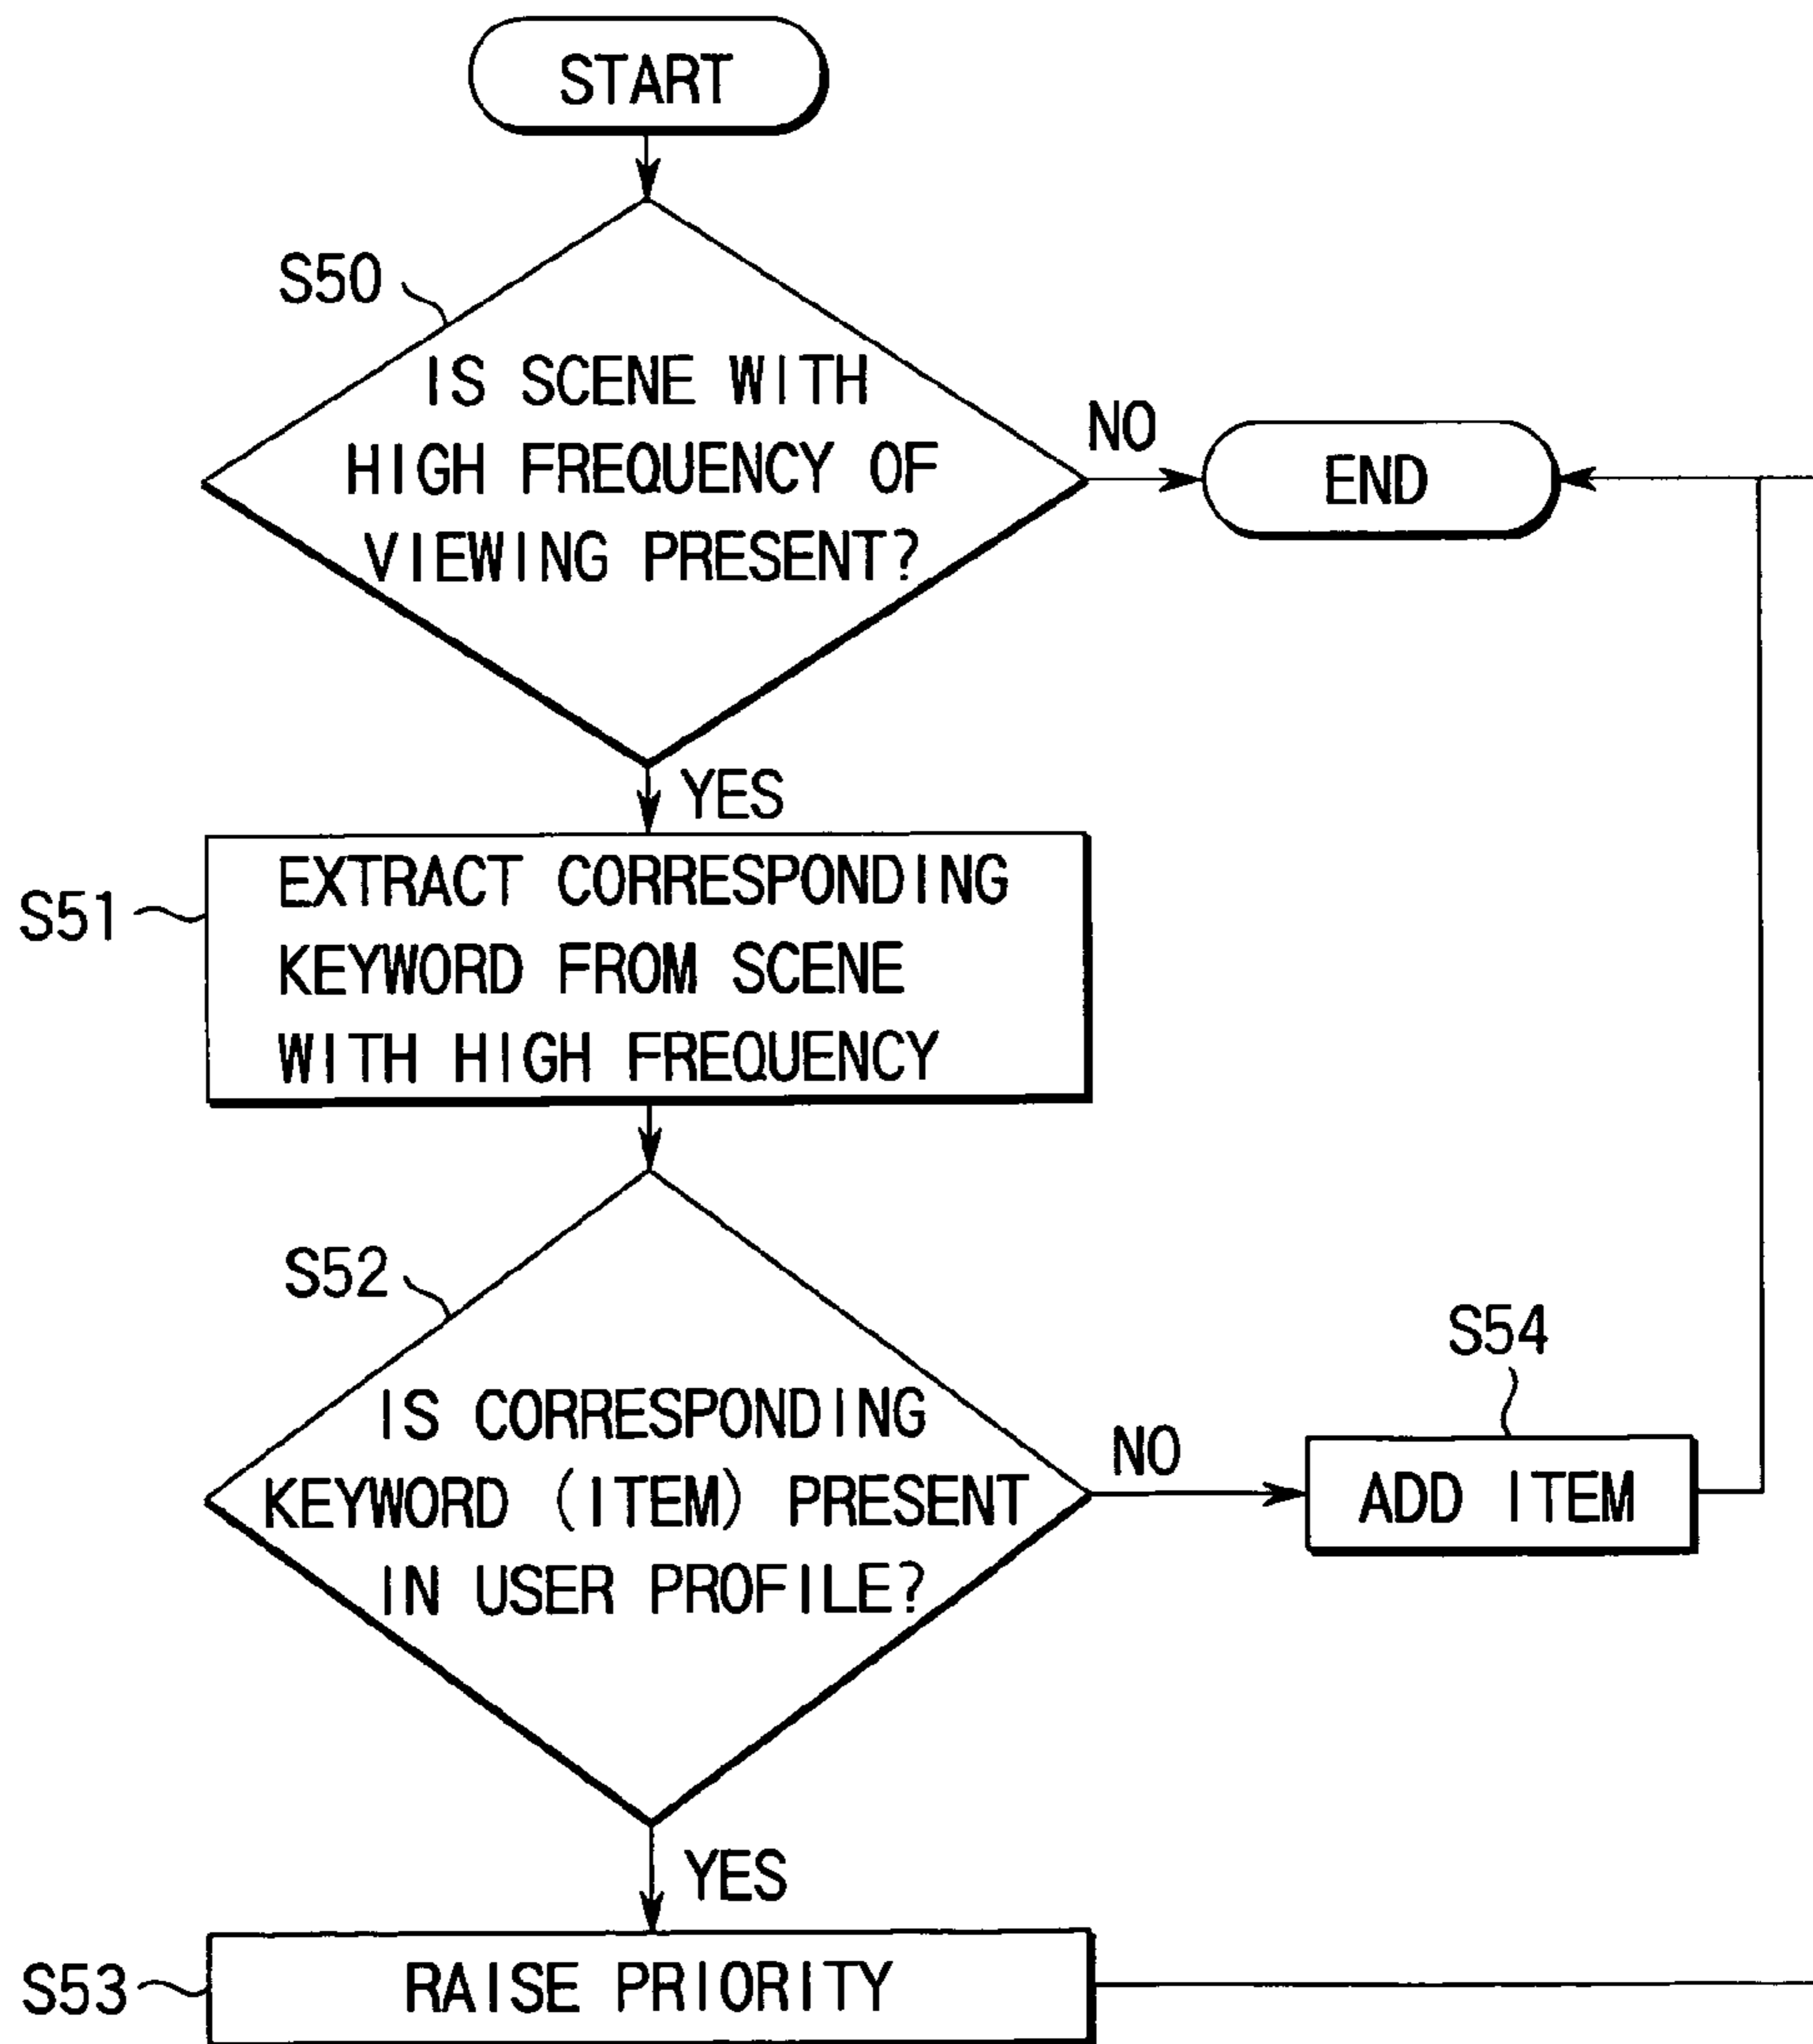 START
S50
IS SCENE WITH
HIGH FREQUENCY OF
VIEWING PRESENT?
NO
END
YES
S51
EXTRACT CORRESPONDING
KEYWORD FROM SCENE
WITH HIGH FREQUENCY
S52
IS CORRESPONDING
KEYWORD (ITEM) PRESENT
IN USER PROFILE?
NO
S54
ADD ITEM
YES
S53
RAISE PRIORITY